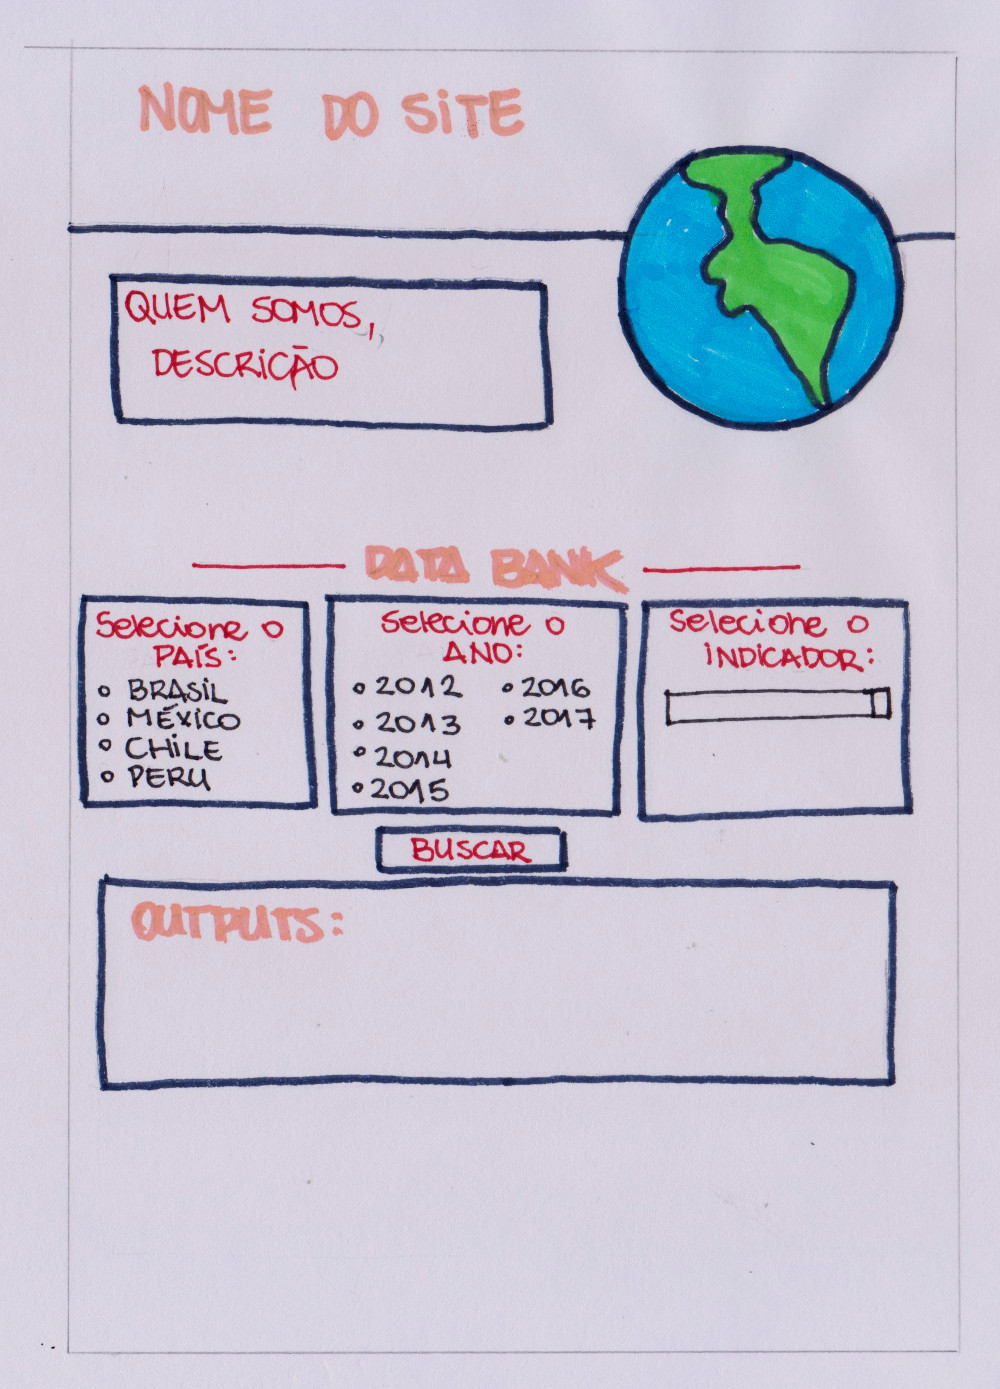 NOME DO SiTE
QUEM SOMOS,
DESCRiÇÃO
DATA BANK
Selecione o
PAÍS:
BRASiL
MÉXiCO
CHiLE
PERU
Selecione o
ANO:
2012
2013
2014
2015
2016
2017
Selecione o
iNDiCADOR:
BUSCAR
OUTPUTS: